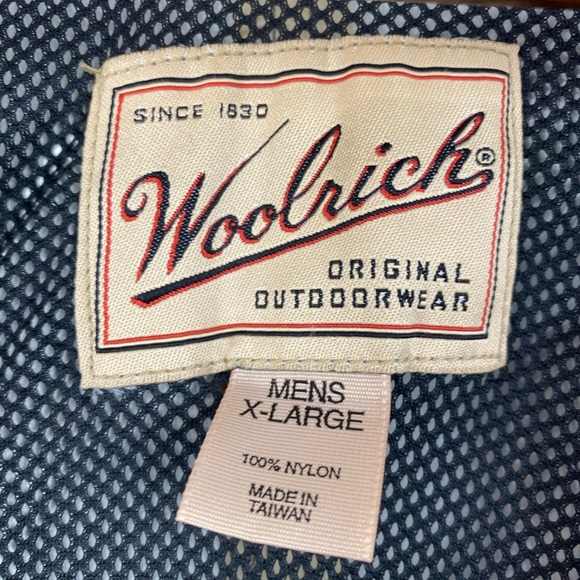 SINCE 1830
Woolrich®
ORIGINAL
OUTDOORWEAR
MENS
X-LARGE
100% NYLON
MADE IN
TAIWAN